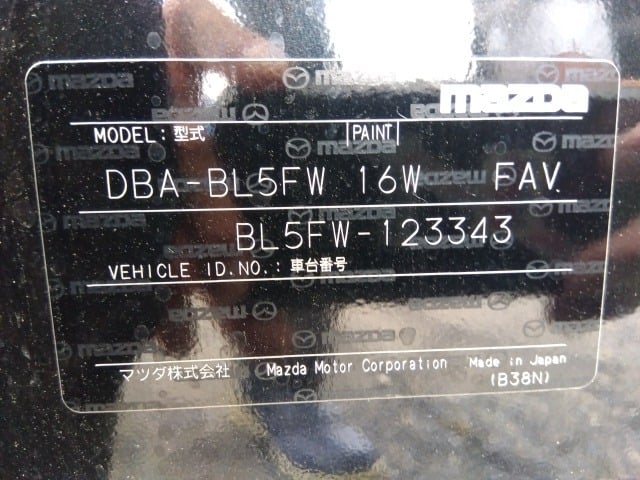 mazda
MODEL: 型式 PAINT
DBA-BL5FW 16W FAV
BL5FW-123343
VEHICLE ID.NO.: 車台番号
マツダ株式会社 Mazda Motor Corporation Made in Japan
(B38N)